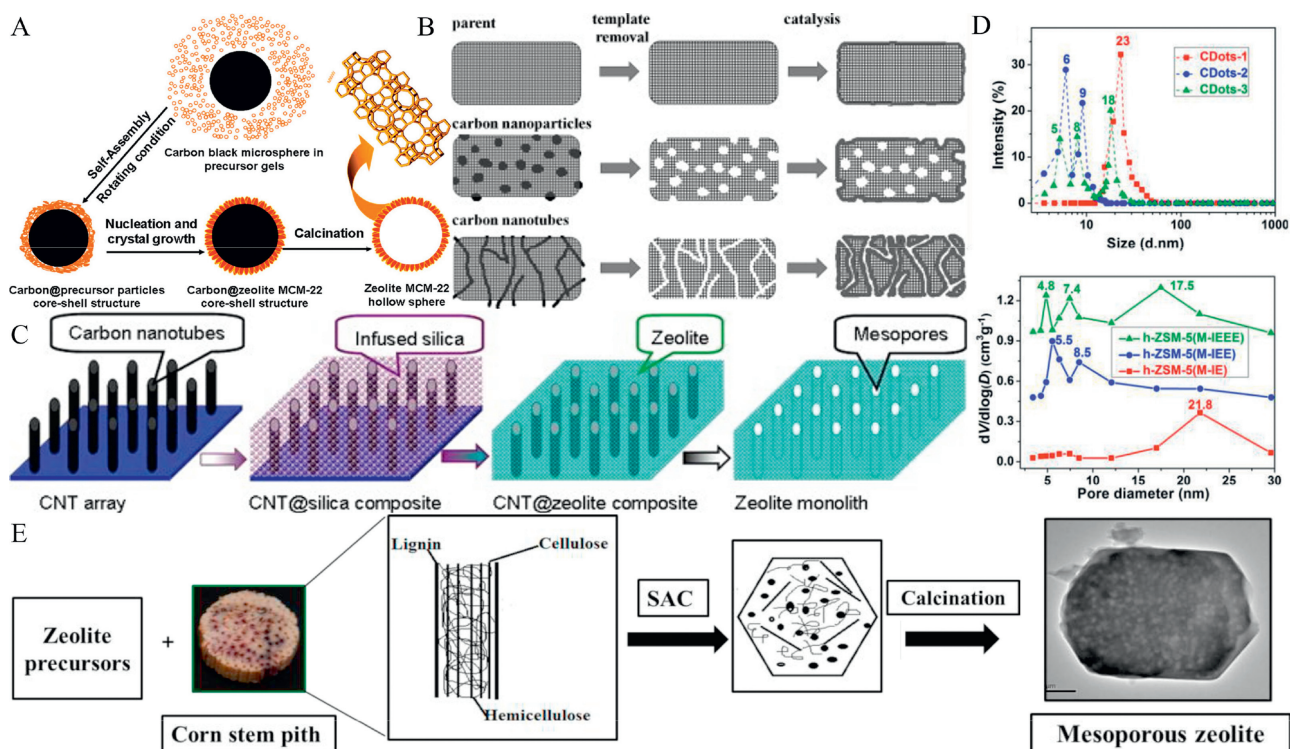 A
Carbon black microsphere in
precursor gels
Self-Assembly
Rotating condition
Nucleation and
crystal growth
Calcination
Carbon@precursor particles
core-shell structure
Carbon@zeolite MCM-22
core-shell structure
Zeolite MCM-22
hollow sphere
B
parent
template
removal
catalysis
carbon nanoparticles
carbon nanotubes
C
Carbon nanotubes
Infused silica
Zeolite
Mesopores
CNT array
CNT@silica composite
CNT@zeolite composite
Zeolite monolith
D
Intensity (%)
30
20
10
0
23
6
9
18
5
8
CDots-1
CDots-2
CDots-3
10
100
1000
Size (d.nm)
dV/dlogg(D) (cm³g⁻¹)
1.2
0.9
0.6
0.3
0.0
4.8
7.4
17.5
5.5
8.5
21.8
h-ZSM-5(M-IEEE)
h-ZSM-5(M-IEE)
h-ZSM-5(M-IE)
5
10
15
20
25
30
Pore diameter (nm)
E
Zeolite
precursors
+
Corn stem pith
Lignin
Cellulose
Hemicellulose
SAC
Calcination
Mesoporous zeolite